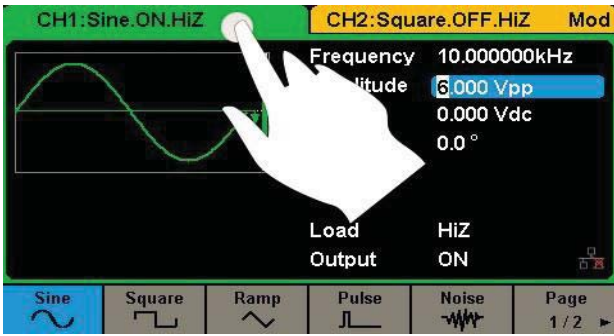 CH1:Sine.ON.HiZ CH2:Square.OFF.HiZ Mod
Frequency 10.000000kHz
6.000 Vpp
0.000 Vdc
0.0 °
Load HiZ
Output ON
Sine Square Ramp Pulse Noise Page
1/2